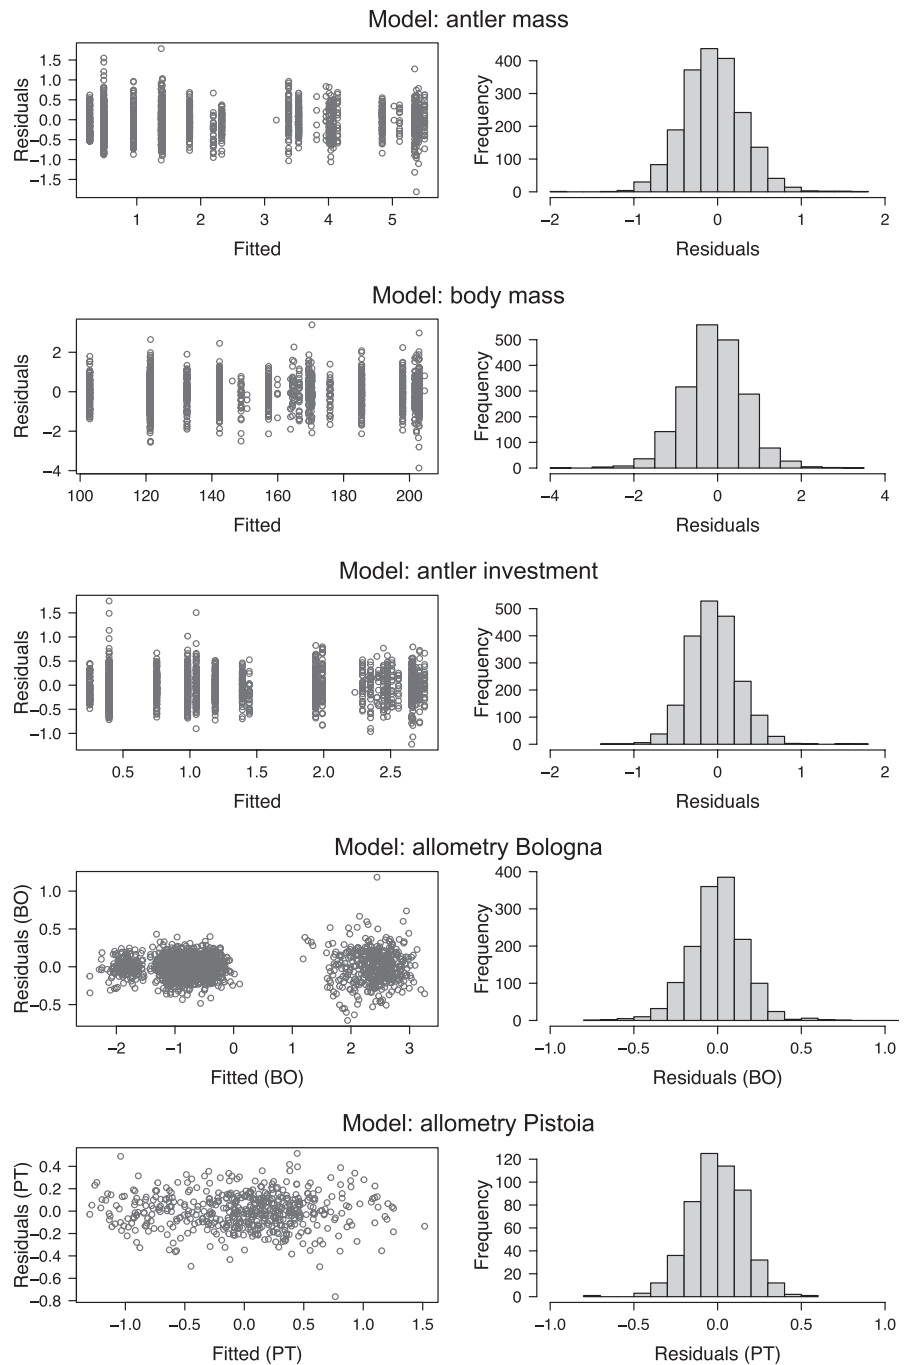 Model: antler mass
Residuals
1.5
1.0
0.5
0.0
−0.5
−1.0
−1.5
1 2 3 4 5
Fitted
Frequency
400
300
200
100
0
−2 −1 0 1 2
Residuals
Model: body mass
Residuals
2
0
−2
−4
100 120 140 160 180 200
Fitted
Frequency
500
400
300
200
100
0
−4 −2 0 2 4
Residuals
Model: antler investment
Residuals
1.5
1.0
0.5
0.0
−0.5
−1.0
0.5 1.0 1.5 2.0 2.5
Fitted
Frequency
500
400
300
200
100
0
−2 −1 0 1 2
Residuals
Model: allometry Bologna
Residuals (BO)
1.0
0.5
0.0
−0.5
−2 −1 0 1 2 3
Fitted (BO)
Frequency
400
300
200
100
0
−1.0 −0.5 0.0 0.5 1.0
Residuals (BO)
Model: allometry Pistoia
Residuals (PT)
0.4
0.2
0.0
−0.2
−0.4
−0.6
−0.8
−1.0 −0.5 0.0 0.5 1.0 1.5
Fitted (PT)
Frequency
120
100
80
60
40
20
0
−1.0 −0.5 0.0 0.5 1.0
Residuals (PT)